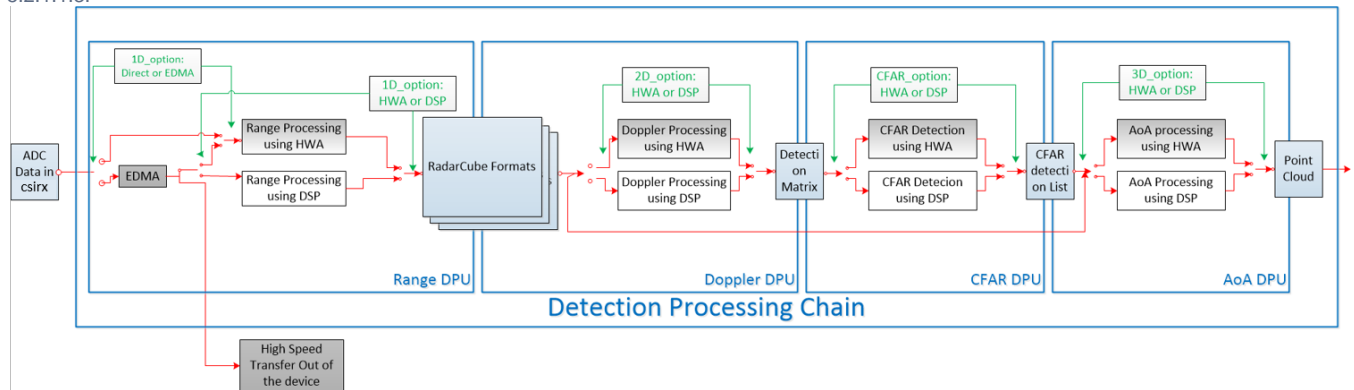 1D_option:
Direct or EDMA
1D_option:
HWA or DSP
2D_option:
HWA or DSP
CFAR_option:
HWA or DSP
3D_option:
HWA or DSP
ADC
Data in
csirx
EDMA
Range Processing
using HWA
Range Processing
using DSP
RadarCube Formats
Doppler Processing
using HWA
Doppler Processing
using DSP
Detecti
on
Matrix
CFAR Detection
using HWA
CFAR Detecion
using DSP
CFAR
detecti
on List
AoA processing
using HWA
AoA Processing
using DSP
Point
Cloud
Range DPU
Doppler DPU
CFAR DPU
AoA DPU
Detection Processing Chain
High Speed
Transfer Out of
the device